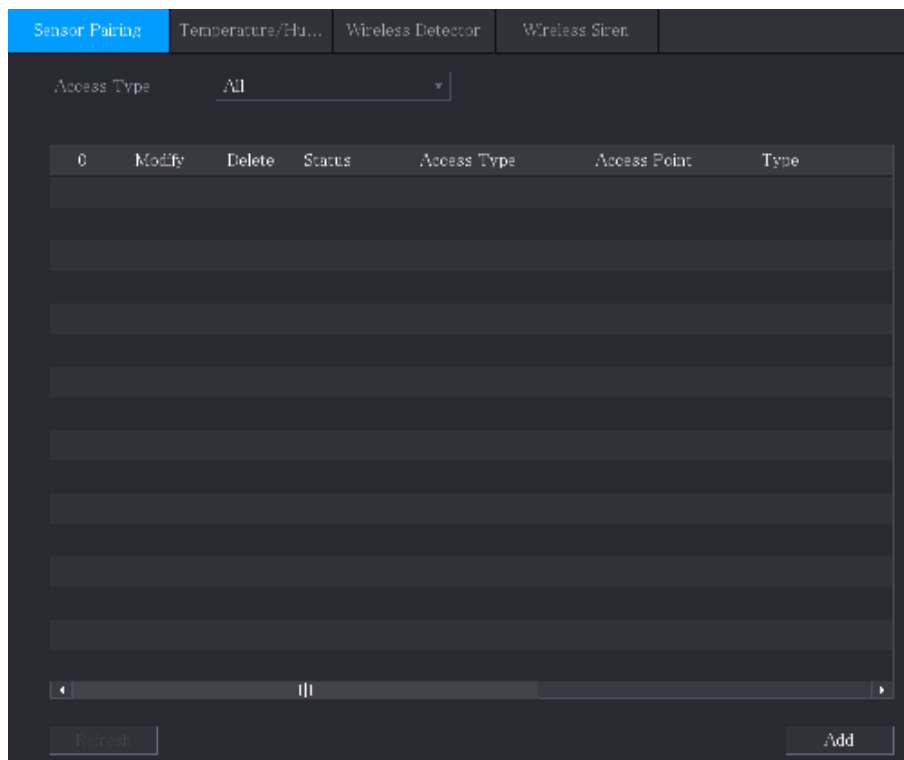 Sensor Pairing Temperature/Hu... Wireless Detector Wireless Siren
Access Type All
0 Modify Delete Status Access Type Access Point Type
Refresh Add